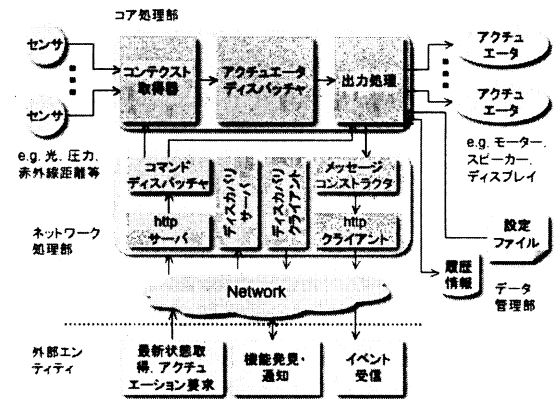 コア処理部
センサ
センサ
e.g. 光、圧力、
赤外線距離等
コンテクスト
取得器
アクチュエータ
ディスパッチャ
出力処理
アクチュ
エータ
アクチュ
エータ
e.g. モーター、
スピーカー、
ディスプレイ
コマンド
ディスパッチャ
ディスカバリ
サーバ
ディスカバリ
クライアント
メッセージ
コンストラクタ
http
サーバ
http
クライアント
ネットワーク
処理部
設定
ファイル
履歴
情報
データ
管理部
Network
外部エン
ティティ
最新状態取
得、アクチュ
エーション要求
機能発見・
通知
イベント
受信